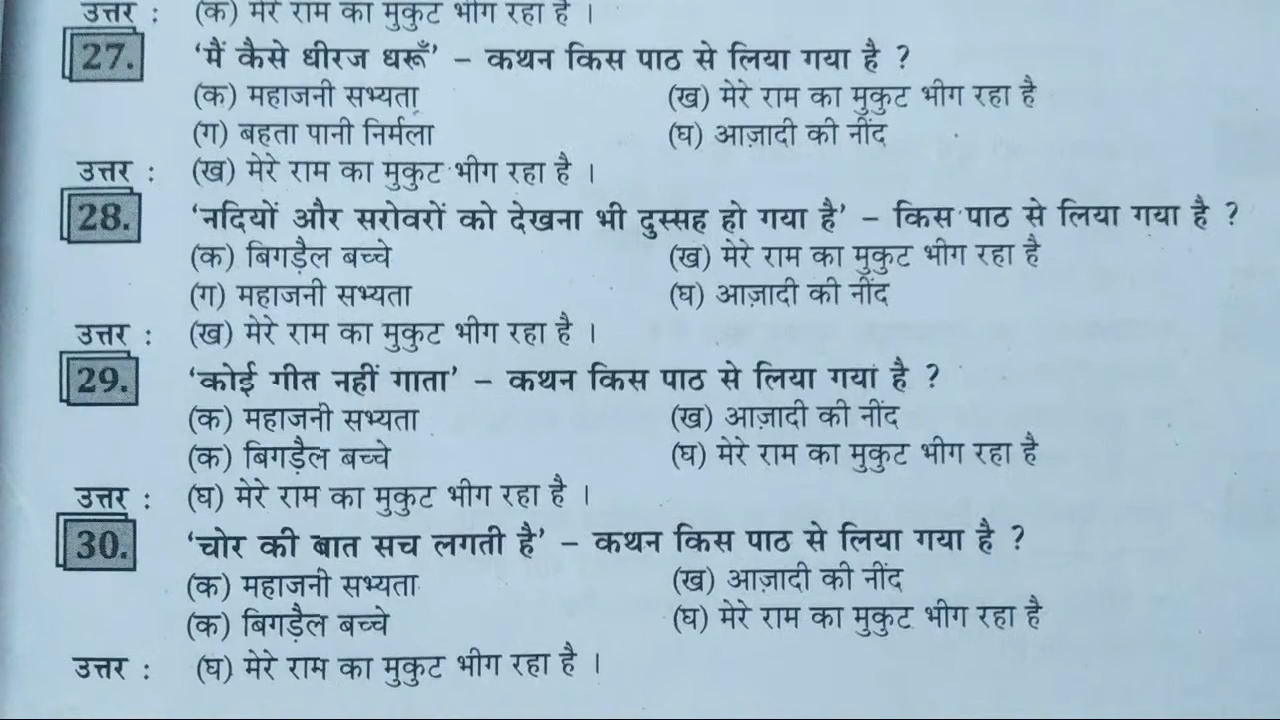 उत्तर : (क) मेरे राम का मुकुट भीग रहा है ।
27. ‘मैं कैसे धीरज धरूँ’ – कथन किस पाठ से लिया गया है ?
(क) महाजनी सभ्यता (ख) मेरे राम का मुकुट भीग रहा है
(ग) बहता पानी निर्मला (घ) आज़ादी की नींद
उत्तर : (ख) मेरे राम का मुकुट भीग रहा है ।
28. ‘नदियों और सरोवरों को देखना भी दुस्सह हो गया है’ – किस पाठ से लिया गया है ?
(क) बिगड़ैल बच्चे (ख) मेरे राम का मुकुट भीग रहा है
(ग) महाजनी सभ्यता (घ) आज़ादी की नींद
उत्तर : (ख) मेरे राम का मुकुट भीग रहा है ।
29. ‘कोई गीत नहीं गाता’ – कथन किस पाठ से लिया गया है ?
(क) महाजनी सभ्यता (ख) आज़ादी की नींद
(क) बिगड़ैल बच्चे (घ) मेरे राम का मुकुट भीग रहा है
उत्तर : (घ) मेरे राम का मुकुट भीग रहा है ।
30. ‘चोर की बात सच लगती है’ – कथन किस पाठ से लिया गया है ?
(क) महाजनी सभ्यता (ख) आज़ादी की नींद
(क) बिगड़ैल बच्चे (घ) मेरे राम का मुकुट भीग रहा है
उत्तर : (घ) मेरे राम का मुकुट भीग रहा है ।